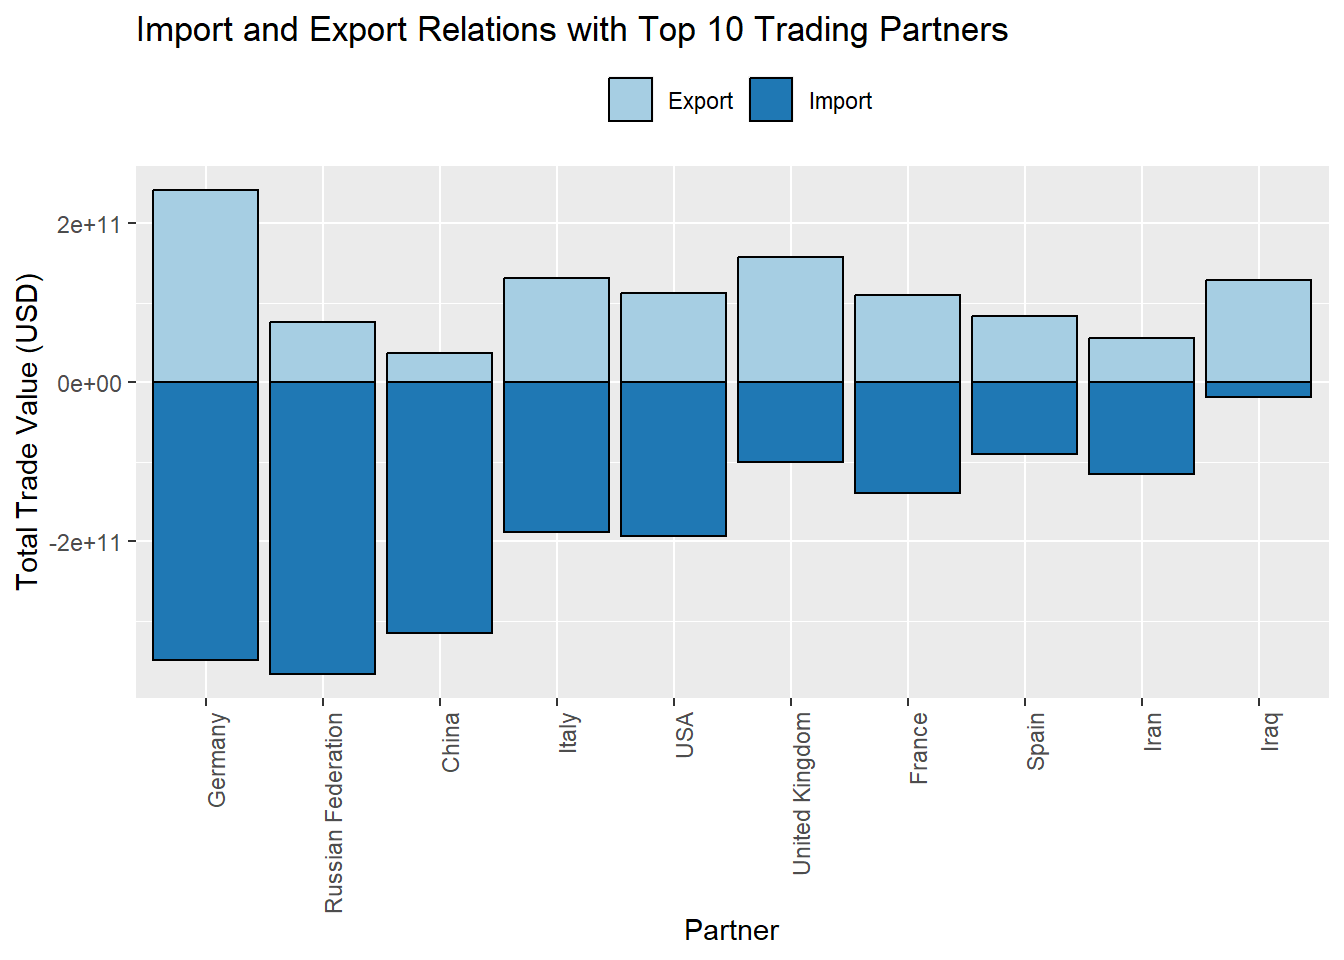 Import and Export Relations with Top 10 Trading Partners
Export
Import
Total Trade Value (USD)
2e+11
0e+00
-2e+11
Germany
Russian Federation
China
Italy
USA
United Kingdom
France
Spain
Iran
Iraq
Partner